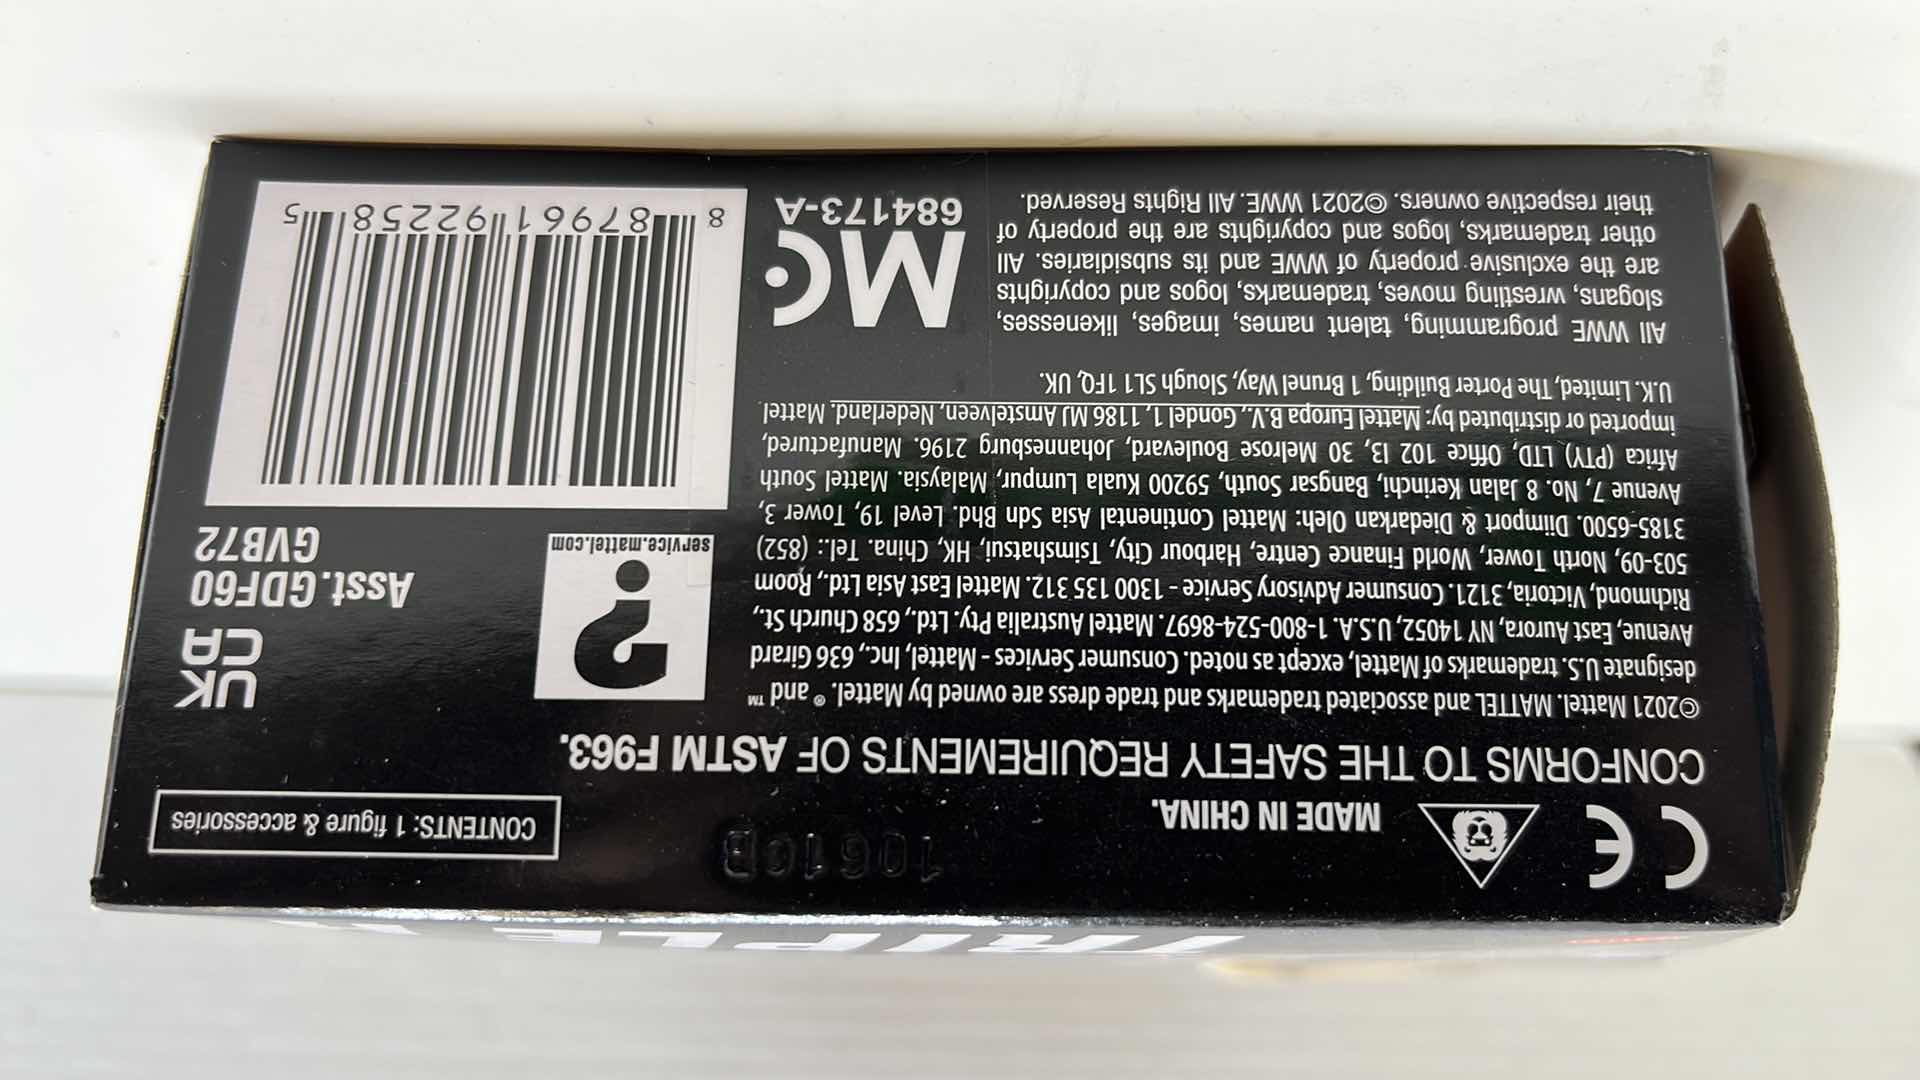 CE
MADE IN CHINA.
10616B
CONTENTS: 1 figure & accessories
CONFORMS TO THE SAFETY REQUIREMENTS OF ASTM F963.
©2021 Mattel. MATTEL and associated trademarks and trade dress are owned by Mattel. ® and ™
designate U.S. trademarks of Mattel, except as noted. Consumer Services - Mattel, Inc., 636 Girard
Avenue, East Aurora, NY 14052, U.S.A. 1-800-524-8697. Mattel Australia Pty. Ltd., 658 Church St.,
Richmond, Victoria, 3121. Consumer Advisory Service - 1300 135 312. Mattel East Asia Ltd., Room
503-09, North Tower, World Finance Centre, Harbour City, Tsimshatsui, HK, China. Tel.: (852)
3185-6500. Diimport & Diedarkan Oleh: Mattel Continental Asia Sdn Bhd. Level 19, Tower 3,
Avenue 7, No. 8 Jalan Kerinchi, Bangsar South, 59200 Kuala Lumpur, Malaysia. Mattel South
Africa (PTY) LTD, Office 102 I3, 30 Melrose Boulevard, Johannesburg 2196. Manufactured,
imported or distributed by: Mattel Europa B.V., Gondel 1, 1186 MJ Amstelveen, Nederland. Mattel
U.K. Limited, The Porter Building, 1 Brunel Way, Slough SL1 1FQ, UK.
All WWE programming, talent names, images, likenesses,
slogans, wrestling moves, trademarks, logos and copyrights
are the exclusive property of WWE and its subsidiaries. All
other trademarks, logos and copyrights are the property of
their respective owners. ©2021 WWE. All Rights Reserved.
MC
684173-A
?
service.mattel.com
UK
CA
Asst. GDF60
GVB72
8 87961 92258 5
TRIPLE